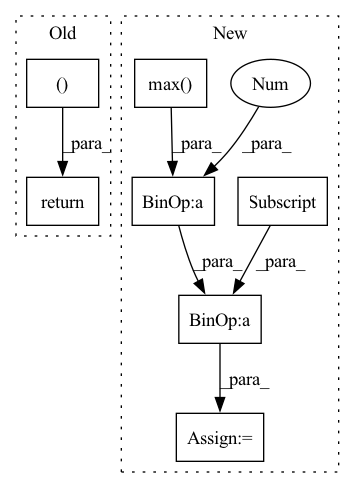 Old
New
()
max()
Num
_para_
_para_
_para_
return
BinOp:a
Subscript
_para_
_para_
BinOp:a
_para_
Assign:=